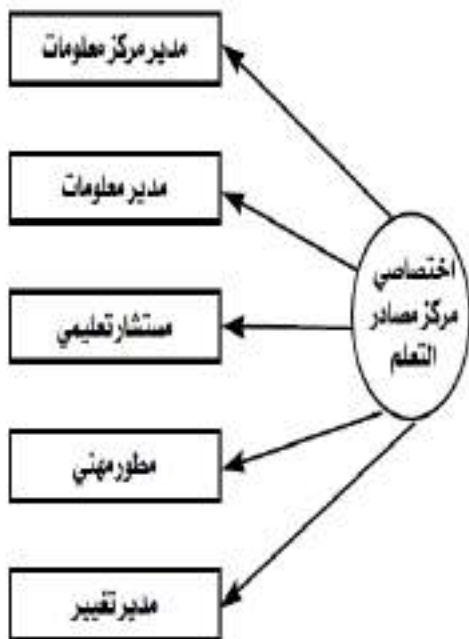 مدير مركز معلومات
مدير معلومات
مستشار تعليمي
مطور مهني
مدير تغيير
اختصاصي
مركز مصادر
التعلم